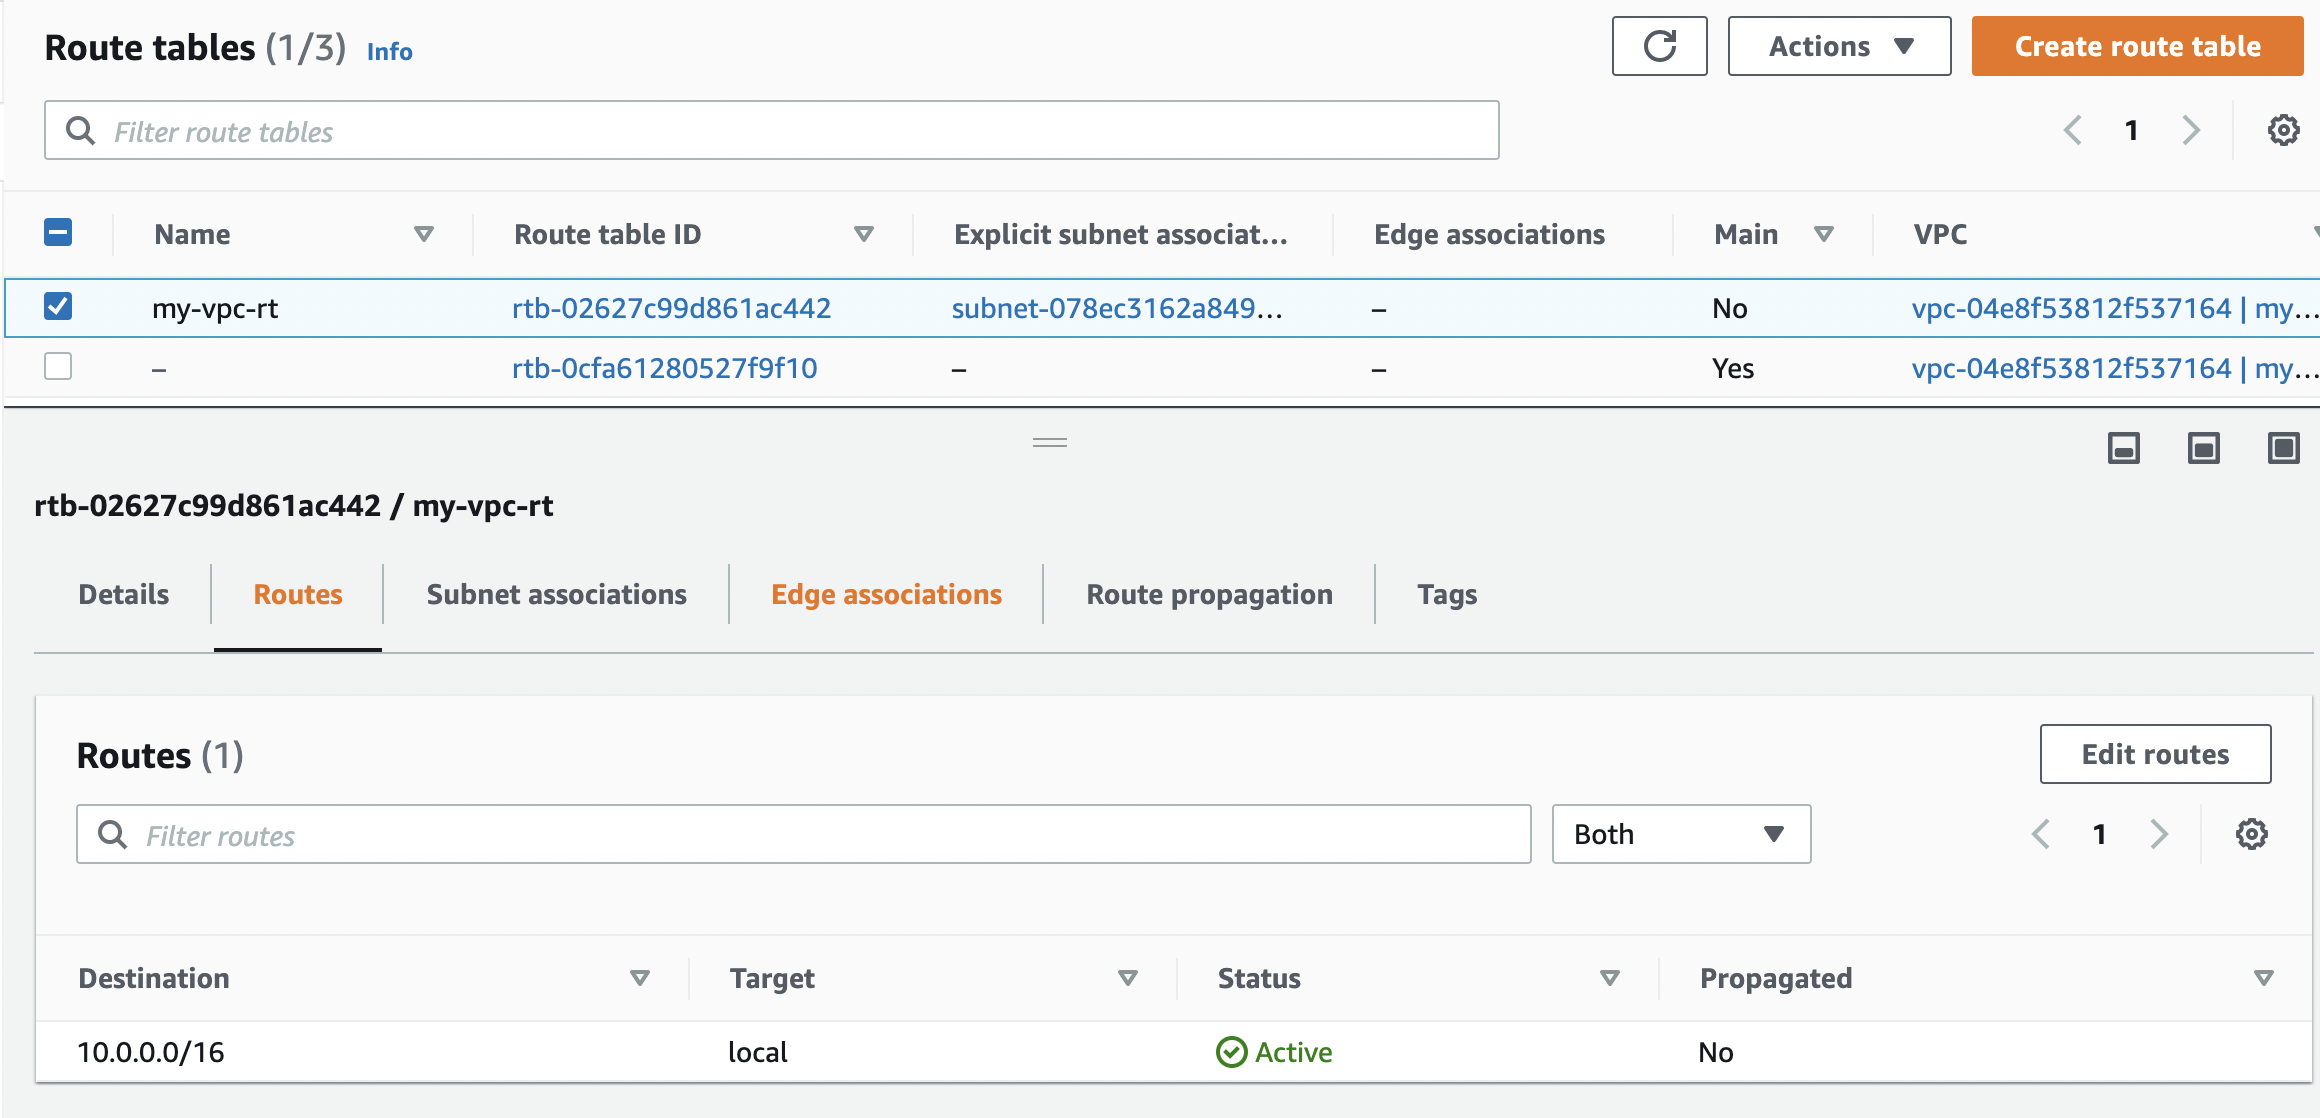 Route tables (1/3) Info
Actions
Create route table
Filter route tables
1
Name Route table ID Explicit subnet associat... Edge associations Main VPC
my-vpc-rt rtb-02627c99d861ac442 subnet-078ec3162a849... – No vpc-04e8f53812f537164 | my...
– rtb-0cfa61280527f9f10 – – Yes vpc-04e8f53812f537164 | my...
rtb-02627c99d861ac442 / my-vpc-rt
Details Routes Subnet associations Edge associations Route propagation Tags
Routes (1)
Edit routes
Filter routes
Both
1
Destination Target Status Propagated
10.0.0.0/16 local Active No